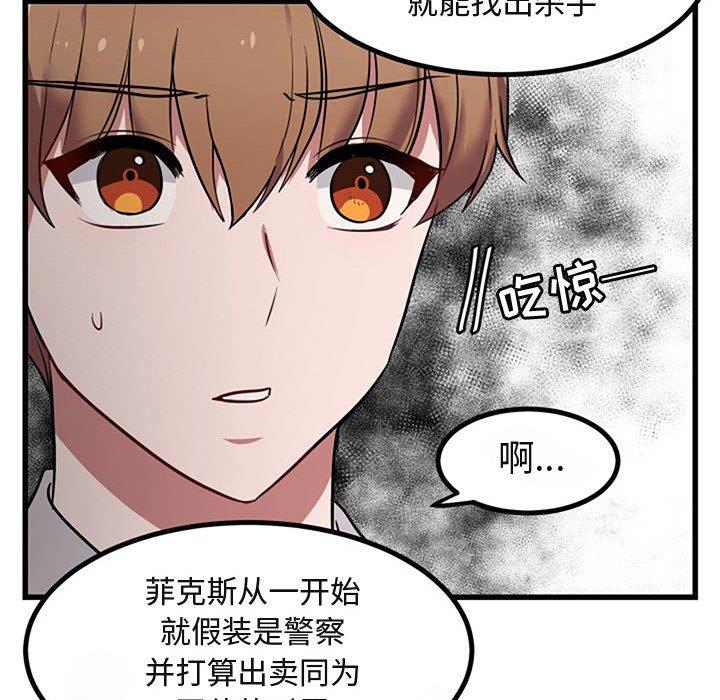 就能找出杀手
吃惊
啊…
菲克斯从一开始
就假装是警察
并打算出卖同为